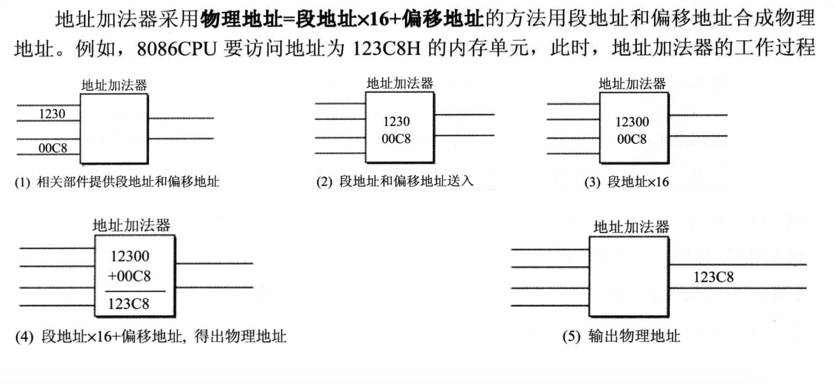 地址加法器采用物理地址=段地址×16+偏移地址的方法用段地址和偏移地址合成物理
地址。例如，8086CPU 要访问地址为 123C8H 的内存单元，此时，地址加法器的工作过程
地址加法器
1230
00C8
(1) 相关部件提供段地址和偏移地址
地址加法器
1230
00C8
(2) 段地址和偏移地址送入
地址加法器
12300
00C8
(3) 段地址×16
地址加法器
12300
+00C8
123C8
(4) 段地址×16+偏移地址, 得出物理地址
地址加法器
123C8
(5) 输出物理地址